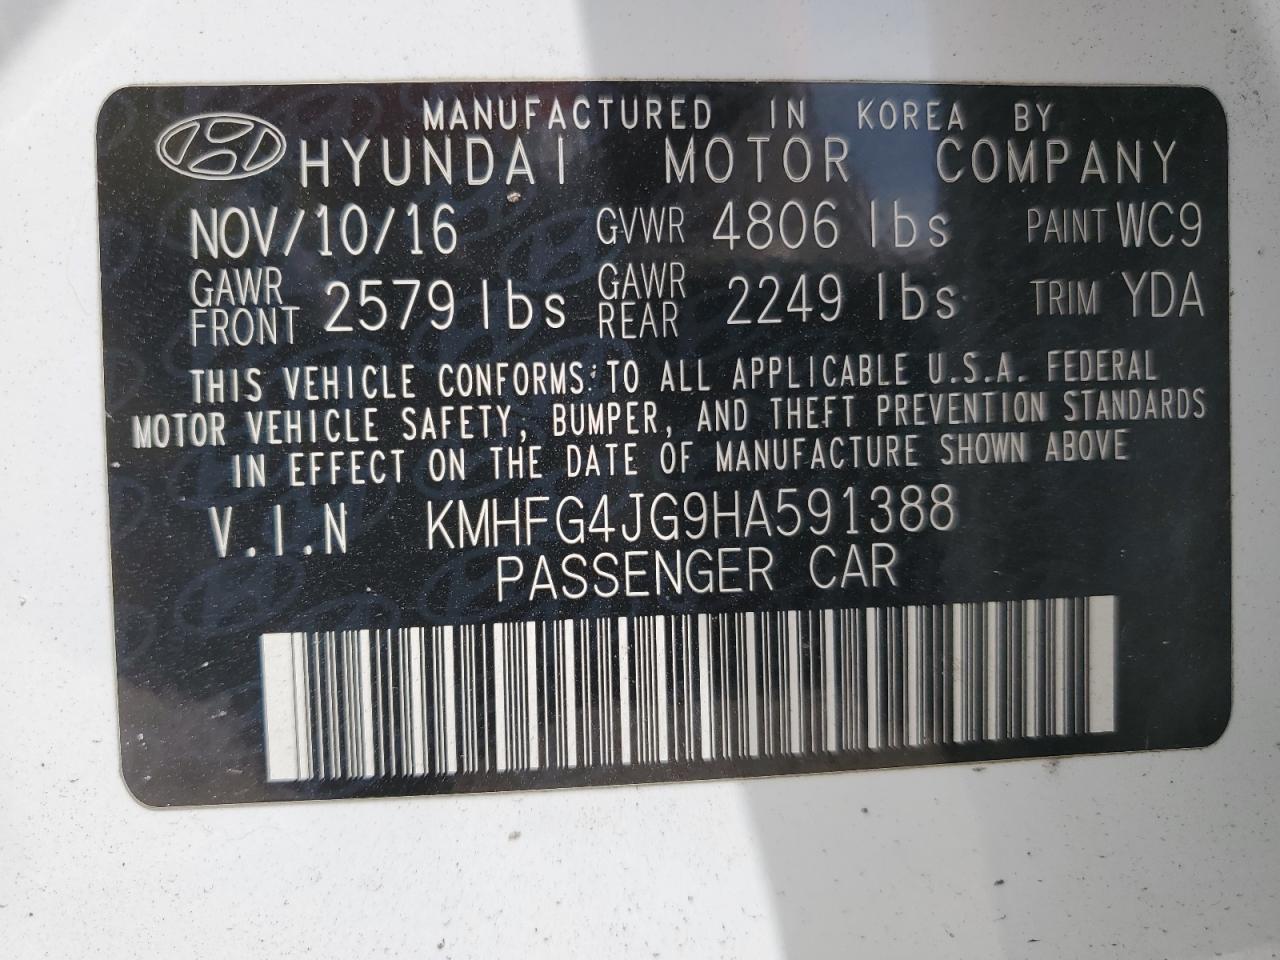 MANUFACTURED IN KOREA BY
HYUNDAI MOTOR COMPANY
NOV/10/16 GVWR 4806 lbs PAINT WC9
GAWR FRONT 2579 lbs GAWR REAR 2249 lbs TRIM YDA
THIS VEHICLE CONFORMS TO ALL APPLICABLE U.S.A. FEDERAL
MOTOR VEHICLE SAFETY, BUMPER, AND THEFT PREVENTION STANDARDS
IN EFFECT ON THE DATE OF MANUFACTURE SHOWN ABOVE
V.I.N KMHFG4JG9HA591388
PASSENGER CAR